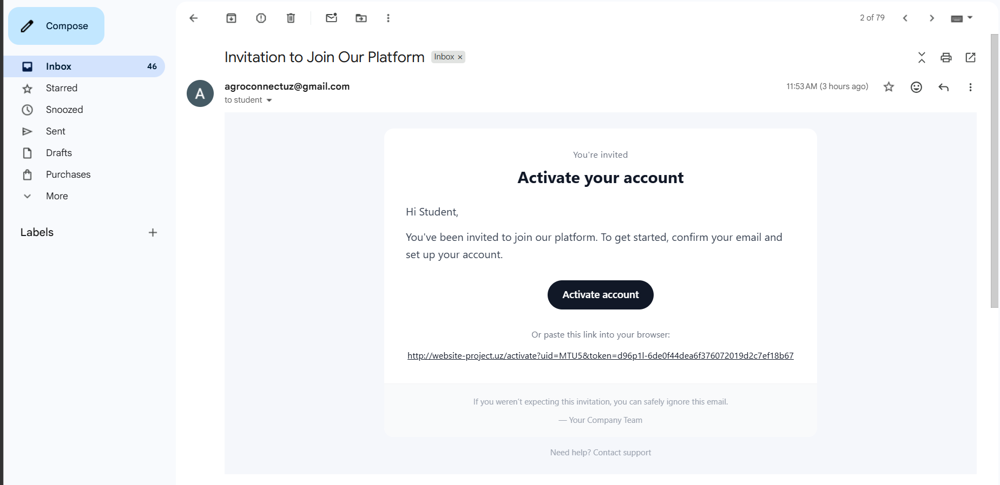 Compose
Inbox 46
Starred
Snoozed
Sent
Drafts
Purchases
More
Labels
2 of 79
Invitation to Join Our Platform Inbox ×
A
agroconnectuz@gmail.com
11:53 AM (3 hours ago)
to student
You're invited
Activate your account
Hi Student,
You've been invited to join our platform. To get started, confirm your email and
set up your account.
Activate account
Or paste this link into your browser:
http://website-project.uz/activate?uid=MTU5&token=d96p1l-6de0f44dea6f376072019d2c7ef18b67
If you weren’t expecting this invitation, you can safely ignore this email.
— Your Company Team
Need help? Contact support